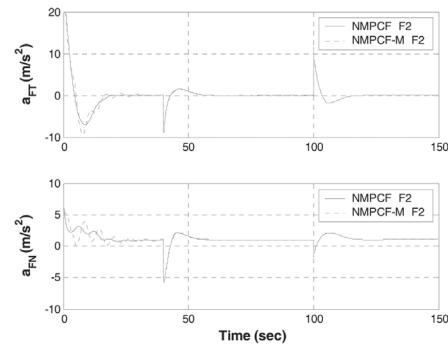 20
10
0
-10
a_FT (m/s²)
NMPCF F2
NMPCF-M F2
0
50
100
150
10
5
0
-5
-10
a_FN (m/s²)
NMPCF F2
NMPCF-M F2
0
50
100
150
Time (sec)